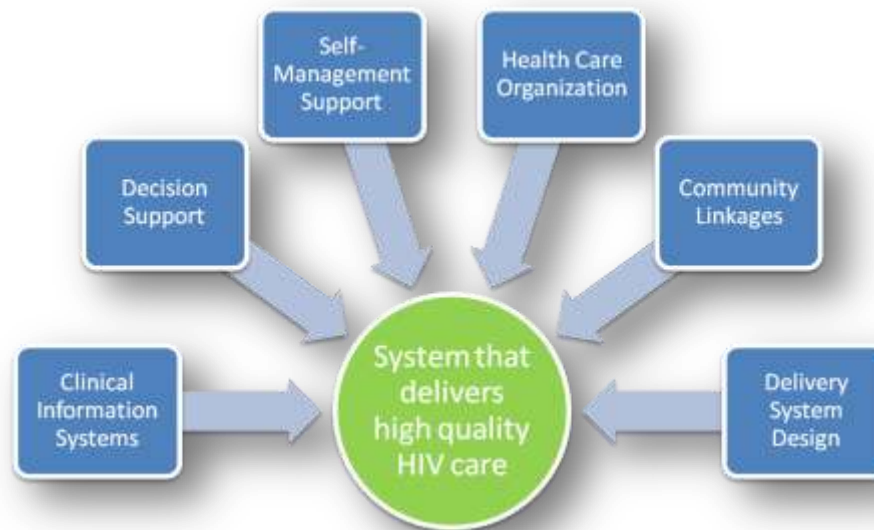 Self-
Management
Support
Health Care
Organization
Decision
Support
Community
Linkages
Clinical
Information
Systems
System that
delivers
high quality
HIV care
Delivery
System
Design